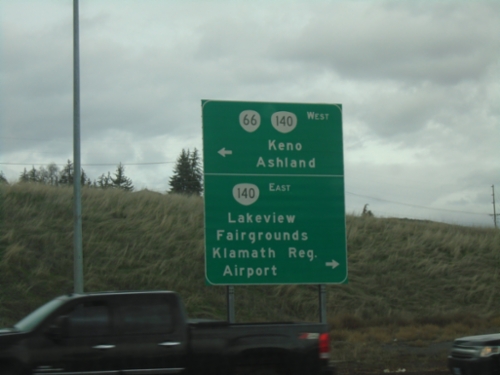 66 140 WEST
Keno
Ashland
140 EAST
Lakeview
Fairgrounds
Klamath Reg.
Airport